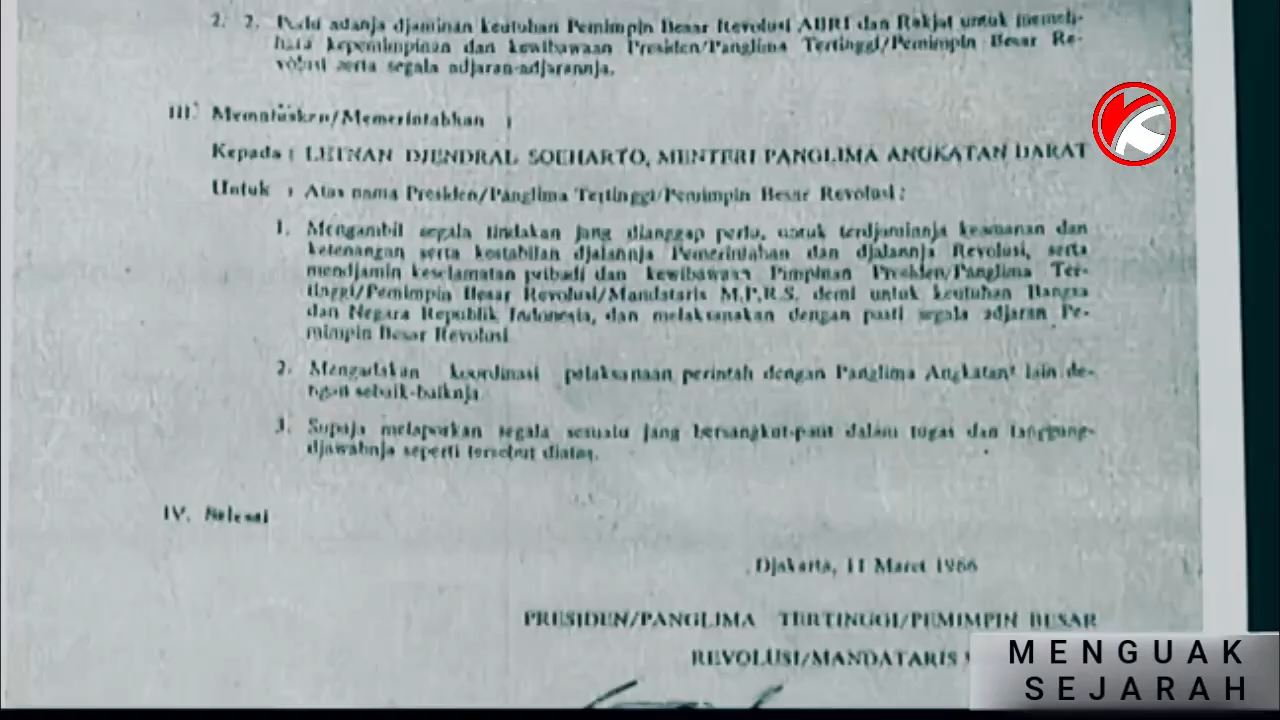 2. 2. Perlu adanja djaminan keutuhan Pemimpin Besar Revolusi ABRI dan Rakjat untuk memeli-
hara kepemimpinan dan kewibawaan Presiden/Panglima Tertinggi/Pemimpin Besar Re-
volusi serta segala adjaran-adjarannja.
III Memutuskan/Memerintahkan :
Kepada : LETNAN DJENDRAL SOEHARTO, MENTERI PANGLIMA ANGKATAN DARAT
Untuk : Atas nama Presiden/Panglima Tertinggi/Pemimpin Besar Revolusi :
1. Mengambil segala tindakan jang dianggap perlu, untuk terdjaminnja keamanan dan
ketenangan serta kestabilan djalannja Pemerintahan dan djalannja Revolusi, serta
mendjamin keselamatan pribadi dan kewibawaan Pimpinan Presiden/Panglima Ter-
tinggi/Pemimpin Besar Revolusi/Mandataris M.P.R.S. demi untuk keutuhan Bangsa
dan Negara Republik Indonesia, dan melaksanakan dengan pasti segala adjaran Pe-
mimpin Besar Revolusi
2. Mengadakan koordinasi pelaksanaan perintah dengan Panglima Angkatan² lain de-
ngan sebaik-baiknja
3. Supaja melaporkan segala sesuatu jang bersangkut-paut dalam tugas dan tanggung-
djawabnja seperti tersebut diatas.
IV. Selesai
Djakarta, 11 Maret 1966
PRESIDEN/PANGLIMA TERTINGGI/PEMIMPIN BESAR
REVOLUSI/MANDATARIS
MENGUAK
SEJARAH